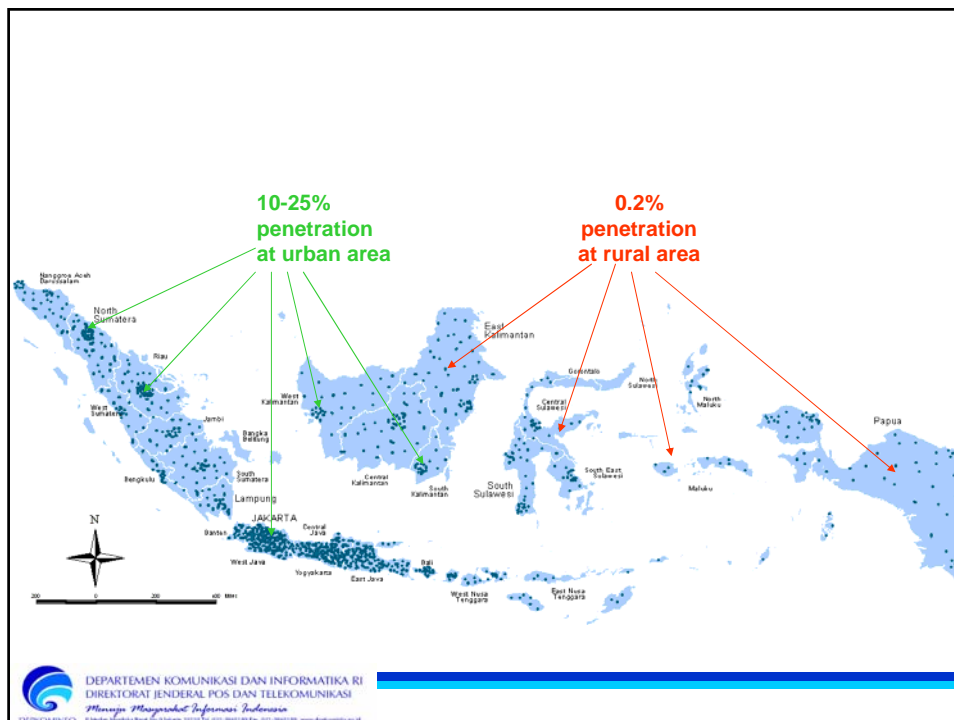 10-25%
penetration
at urban area
0.2%
penetration
at rural area
Nanggroe Aceh
Darussalam
North
Sumatera
Riau
West
Sumatera
Jambi
Bangka
Belitung
Bengkulu
South
Sumatera
Lampung
JAKARTA
Banten
West Java
Central
Java
Yogyakarta
East Java
Bali
West Nusa
Tenggara
East Nusa
Tenggara
West
Kalimantan
Central
Kalimantan
South
Kalimantan
East
Kalimantan
Gorontalo
North
Sulawesi
Central
Sulawesi
South East
Sulawesi
South
Sulawesi
North
Maluku
Maluku
Papua
N
200 0 200 400
DEPARTEMEN KOMUNIKASI DAN INFORMATIKA RI
DIREKTORAT JENDERAL POS DAN TELEKOMUNIKASI
Menuju Masyarakat Informasi Indonesia